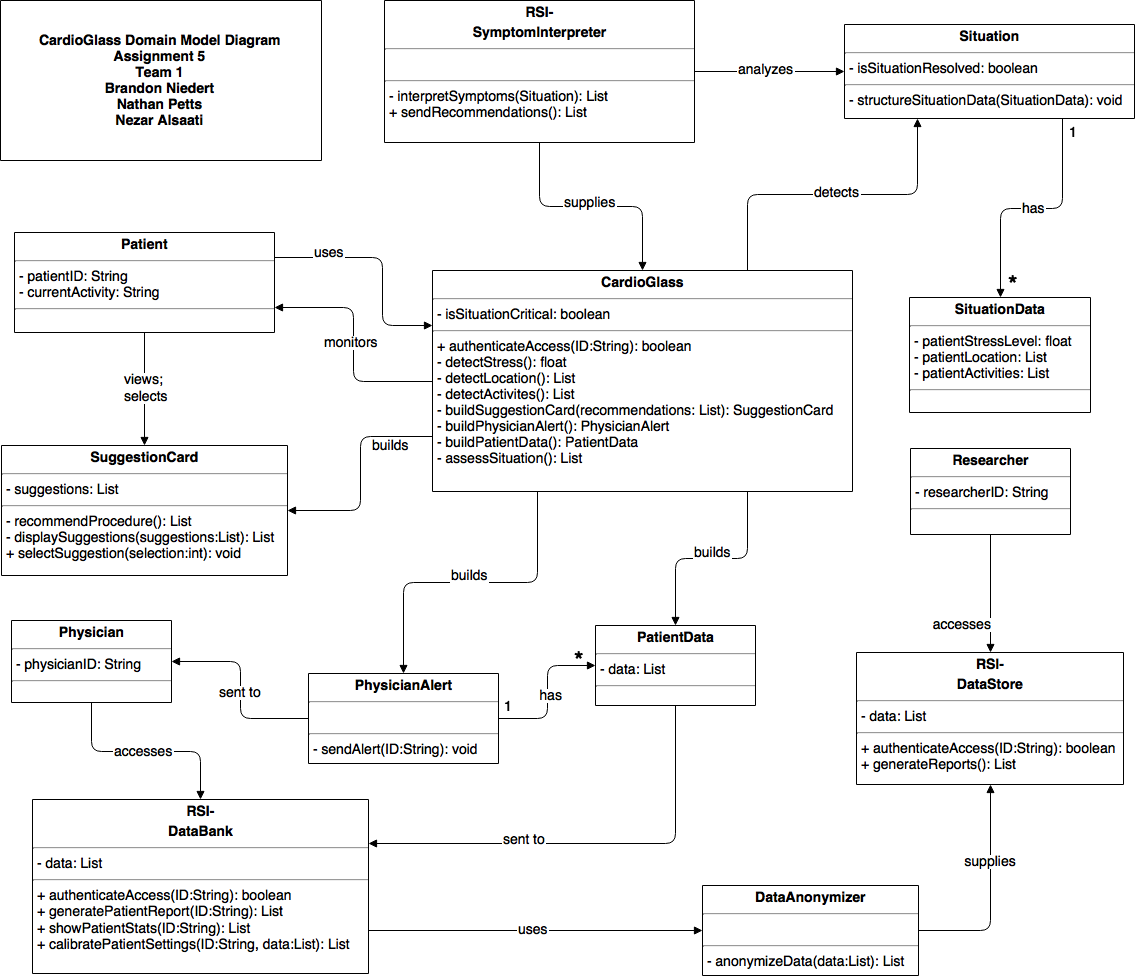 CardioGlass Domain Model Diagram
Assignment 5
Team 1
Brandon Niedert
Nathan Petts
Nezar Alsaati
RSI-
SymptomInterpreter
- interpretSymptoms(Situation): List
+ sendRecommendations(): List
analyzes
Situation
- isSituationResolved: boolean
- structureSituationData(SituationData): void
1
supplies
detects
has
*
Patient
- patientID: String
- currentActivity: String
uses
monitors
views;
selects
CardioGlass
- isSituationCritical: boolean
+ authenticateAccess(ID:String): boolean
- detectStress(): float
- detectLocation(): List
- detectActivites(): List
- buildSuggestionCard(recommendations: List): SuggestionCard
- buildPhysicianAlert(): PhysicianAlert
- buildPatientData(): PatientData
- assessSituation(): List
SituationData
- patientStressLevel: float
- patientLocation: List
- patientActivities: List
builds
SuggestionCard
- suggestions: List
- recommendProcedure(): List
- displaySuggestions(suggestions:List): List
+ selectSuggestion(selection:int): void
Researcher
- researcherID: String
builds
builds
accesses
Physician
- physicianID: String
sent to
PhysicianAlert
- sendAlert(ID:String): void
1
has
*
PatientData
- data: List
RSI-
DataStore
- data: List
+ authenticateAccess(ID:String): boolean
+ generateReports(): List
accesses
RSI-
DataBank
- data: List
+ authenticateAccess(ID:String): boolean
+ generatePatientReport(ID:String): List
+ showPatientStats(ID:String): List
+ calibratePatientSettings(ID:String, data:List): List
sent to
supplies
uses
DataAnonymizer
- anonymizeData(data:List): List